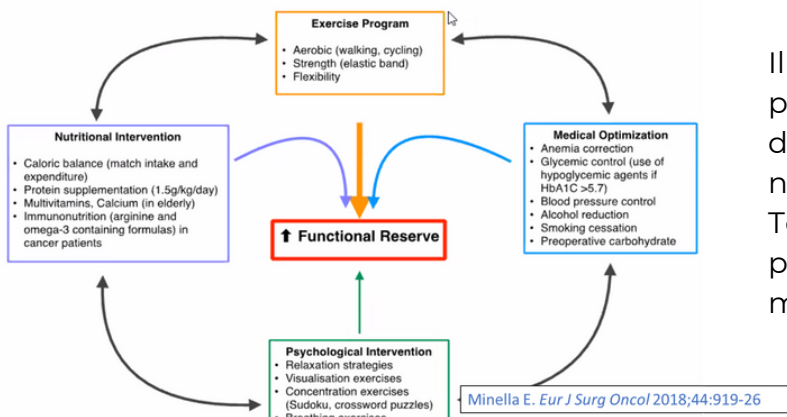 Exercise Program
• Aerobic (walking, cycling)
• Strength (elastic band)
• Flexibility
Nutritional Intervention
• Caloric balance (match intake and
expenditure)
• Protein supplementation (1.5g/kg/day)
• Multivitamins, Calcium (in elderly)
• Immunonutrition (arginine and
omega-3 containing formulas) in
cancer patients
Medical Optimization
• Anemia correction
• Glycemic control (use of
hypoglycemic agents if
HbA1C >5.7)
• Blood pressure control
• Alcohol reduction
• Smoking cessation
• Preoperative carbohydrate
⬆ Functional Reserve
Psychological Intervention
• Relaxation strategies
• Visualisation exercises
• Concentration exercises
(Sudoku, crossword puzzles)
• Breathing exercises
Minella E. Eur J Surg Oncol 2018;44:919-26
Il
p
d
n
p
m